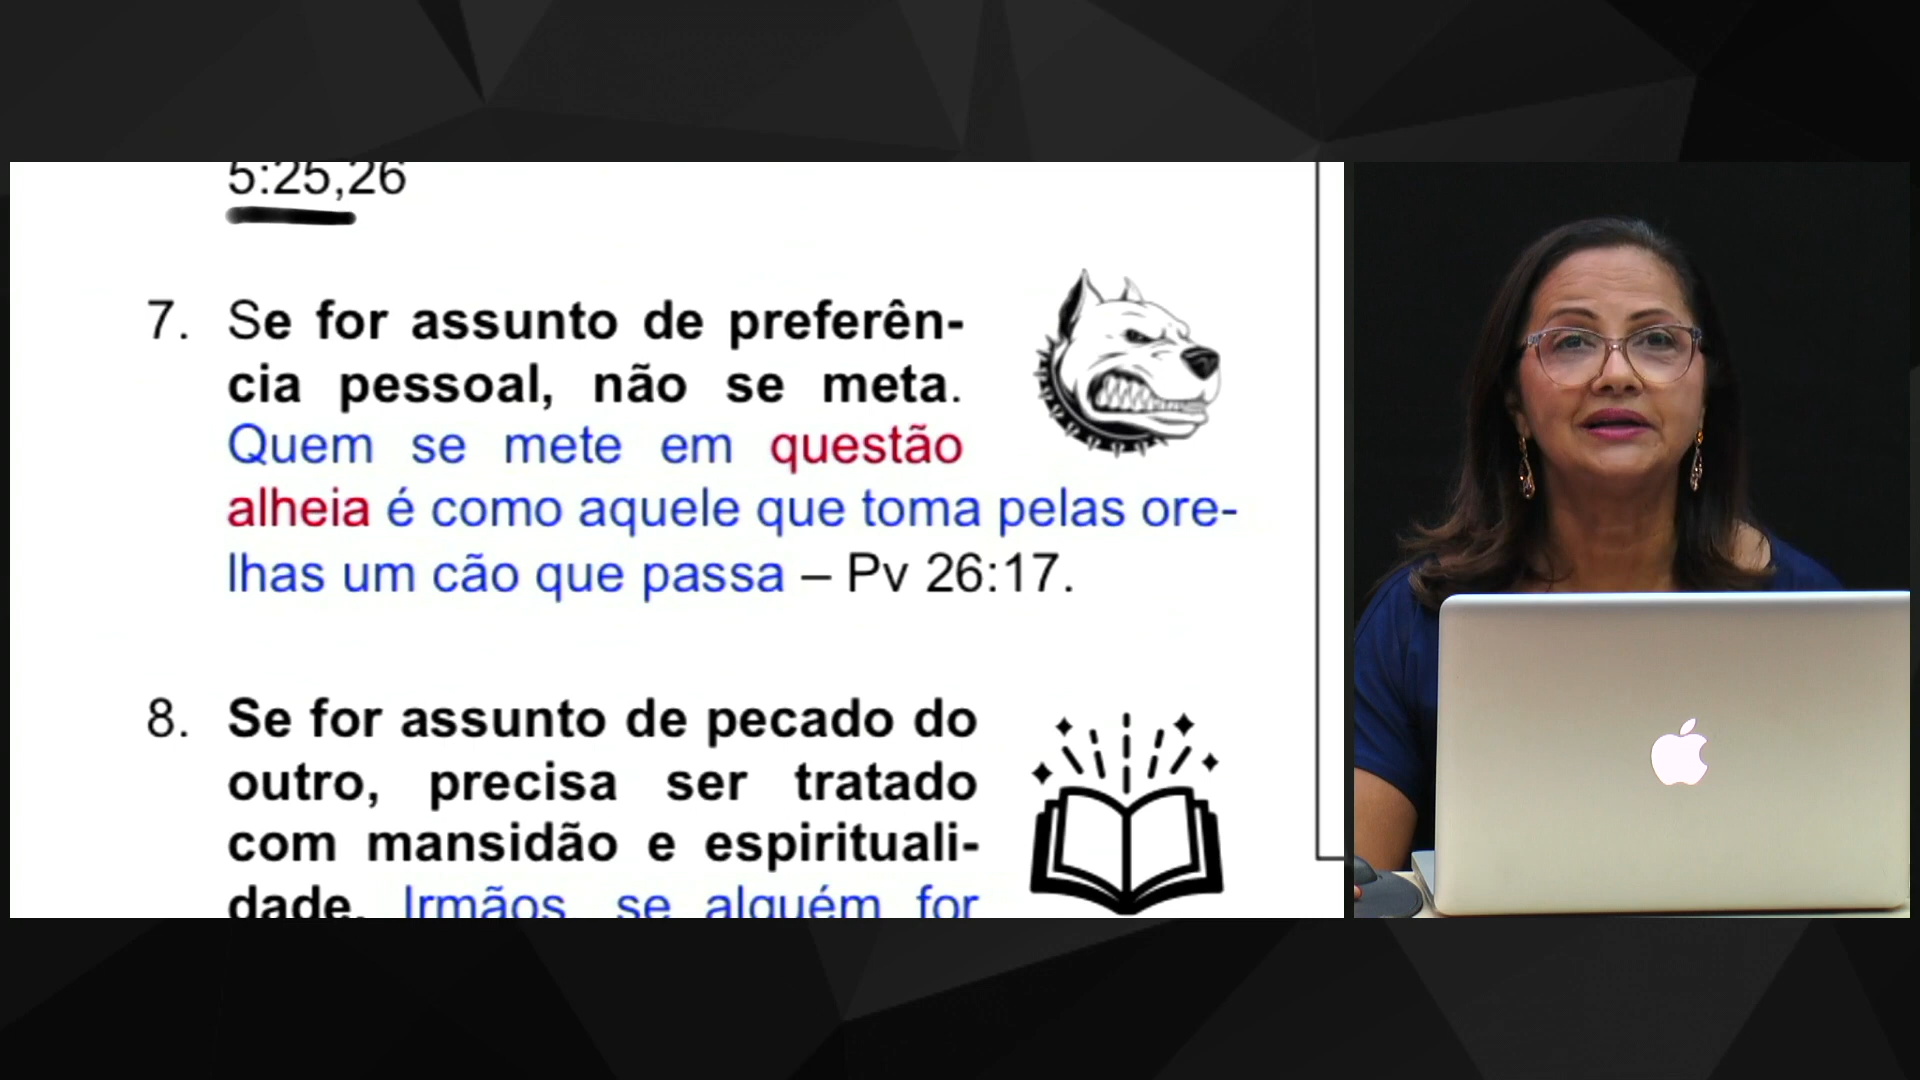 5:25,26
7. Se for assunto de preferên-
cia pessoal, não se meta.
Quem se mete em questão
alheia é como aquele que toma pelas ore-
lhas um cão que passa – Pv 26:17.
8. Se for assunto de pecado do
outro, precisa ser tratado
com mansidão e espirituali-
dade. Irmãos, se alguém for